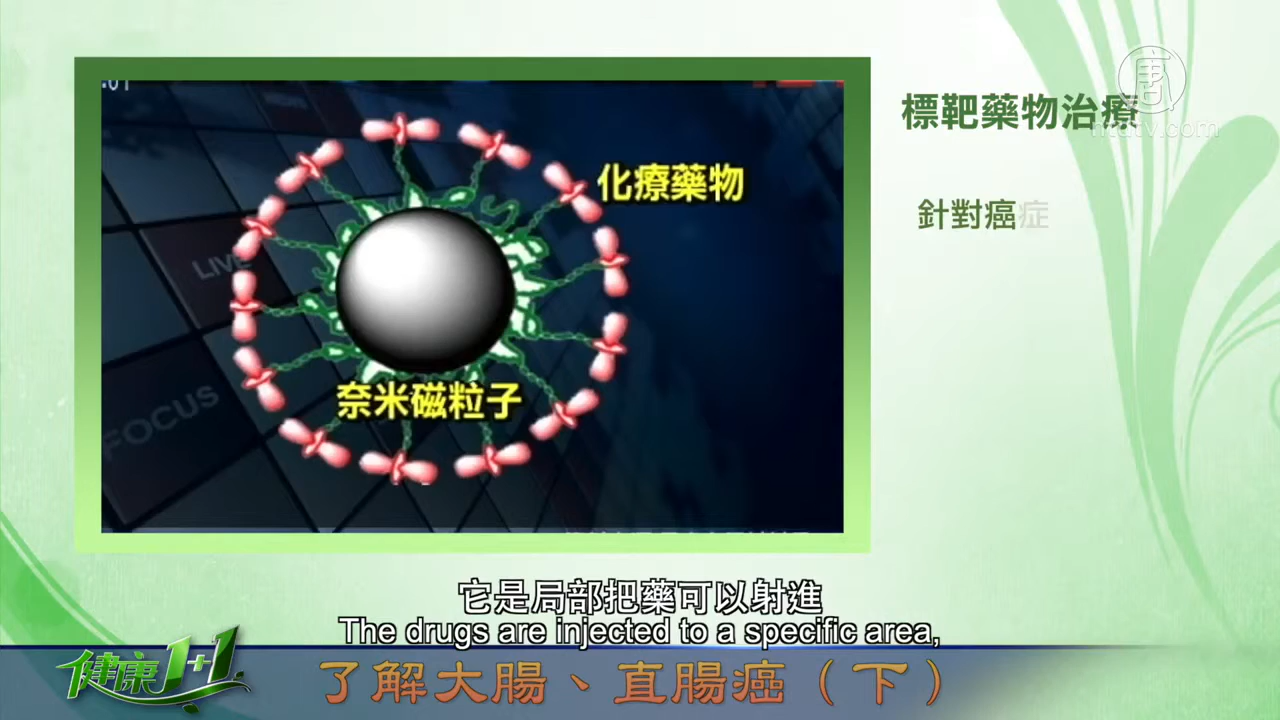 標靶藥物治療
ntdtv.com
針對癌症
化療藥物
LIVE
奈米磁粒子
FOCUS
它是局部把藥可以射進
The drugs are injected to a specific area,
健康1+1
了解大腸、直腸癌（下）